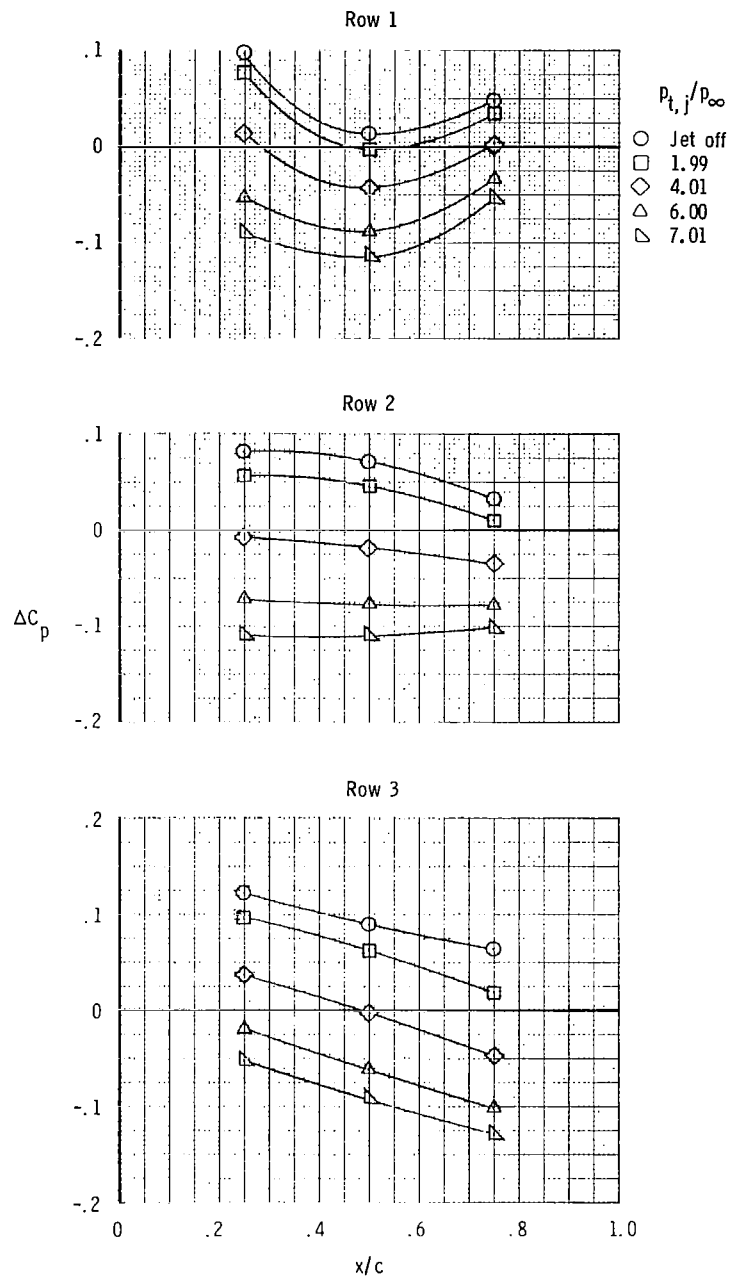 Row 1
.1
0
-.1
-.2
p_t,j/p_∞
Jet off
1.99
4.01
6.00
7.01
Row 2
.1
0
-.1
-.2
ΔC_p
Row 3
.2
.1
0
-.1
-.2
0 .2 .4 .6 .8 1.0
x/c